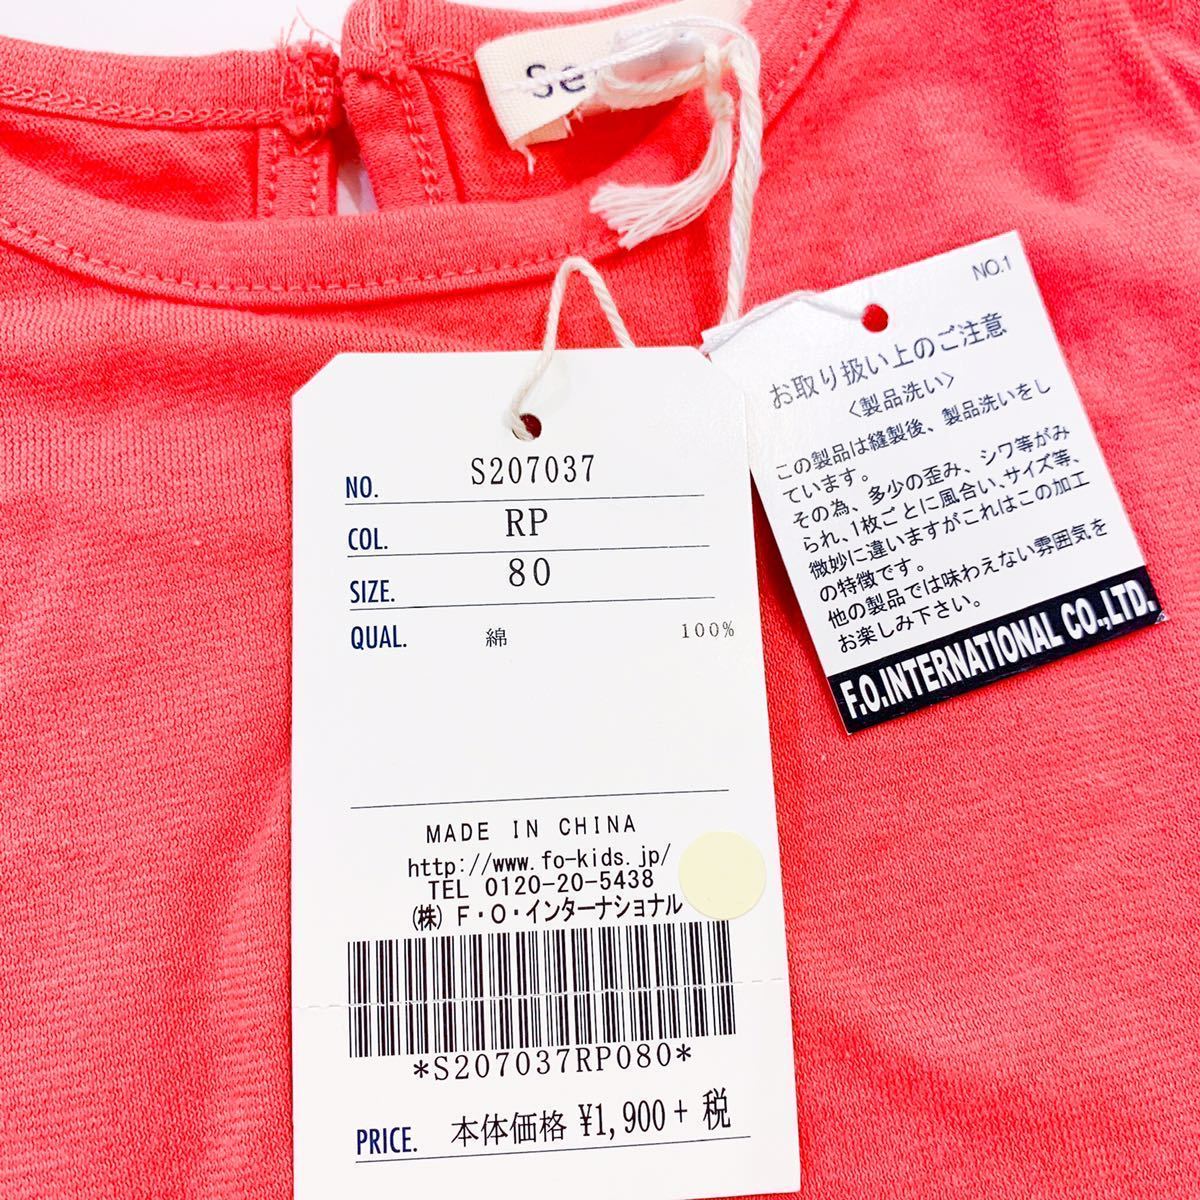 Se
NO. S207037
COL. RP
SIZE. 80
QUAL. 綿 100%
MADE IN CHINA
http://www.fo-kids.jp/
TEL 0120-20-5438
(株) F・O・インターナショナル
*S207037RP080*
PRICE. 本体価格 ¥1,900 + 税
NO.1
お取り扱い上のご注意
〈製品洗い〉
この製品は縫製後、製品洗いをし
ています。
その為、多少の歪み、シワ等がみ
られ、1枚ごとに風合い、サイズ等、
微妙に違いますがこれはこの加工
の特徴です。
他の製品では味わえない雰囲気を
お楽しみ下さい。
F.O.INTERNATIONAL CO.,LTD.